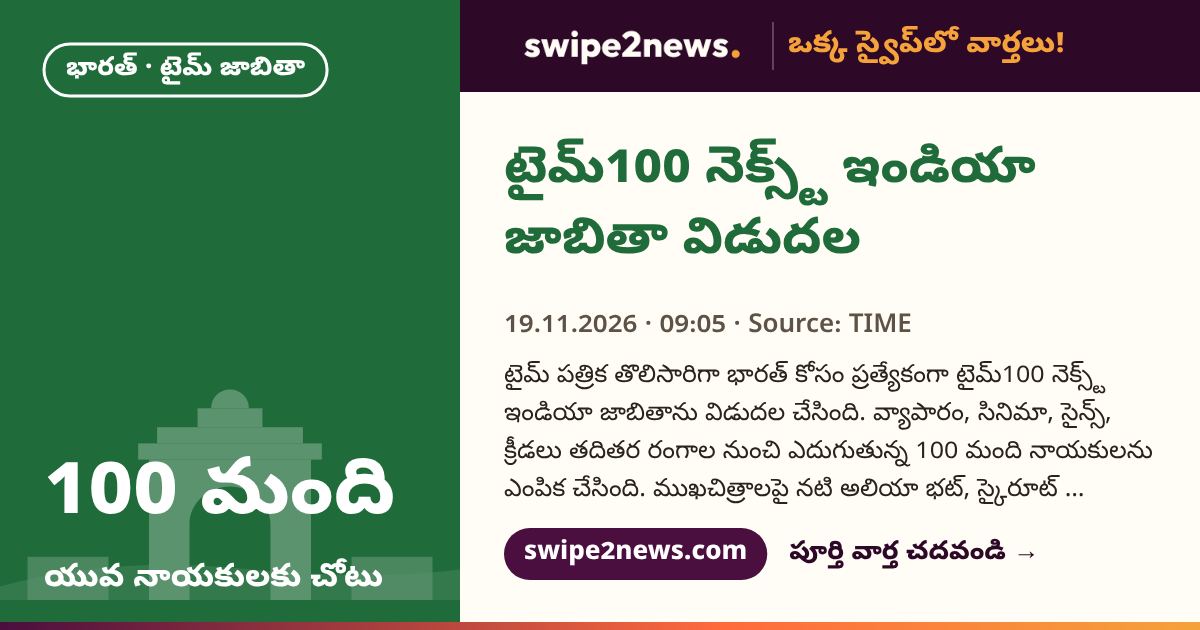 భారత్ · టైమ్ జాబితా
100 మంది
యువ నాయకులకు చోటు
swipe2news.
ఒక్క స్వైప్‌లో వార్తలు!
టైమ్100 నెక్స్ట్ ఇండియా
జాబితా విడుదల
19.11.2026 · 09:05 · Source: TIME
టైమ్ పత్రిక తొలిసారిగా భారత్ కోసం ప్రత్యేకంగా టైమ్100 నెక్స్ట్
ఇండియా జాబితాను విడుదల చేసింది. వ్యాపారం, సినిమా, సైన్స్,
క్రీడలు తదితర రంగాల నుంచి ఎదుగుతున్న 100 మంది నాయకులను
ఎంపిక చేసింది. ముఖచిత్రాలపై నటి అలియా భట్, స్కైరూట్ ...
swipe2news.com
పూర్తి వార్త చదవండి →